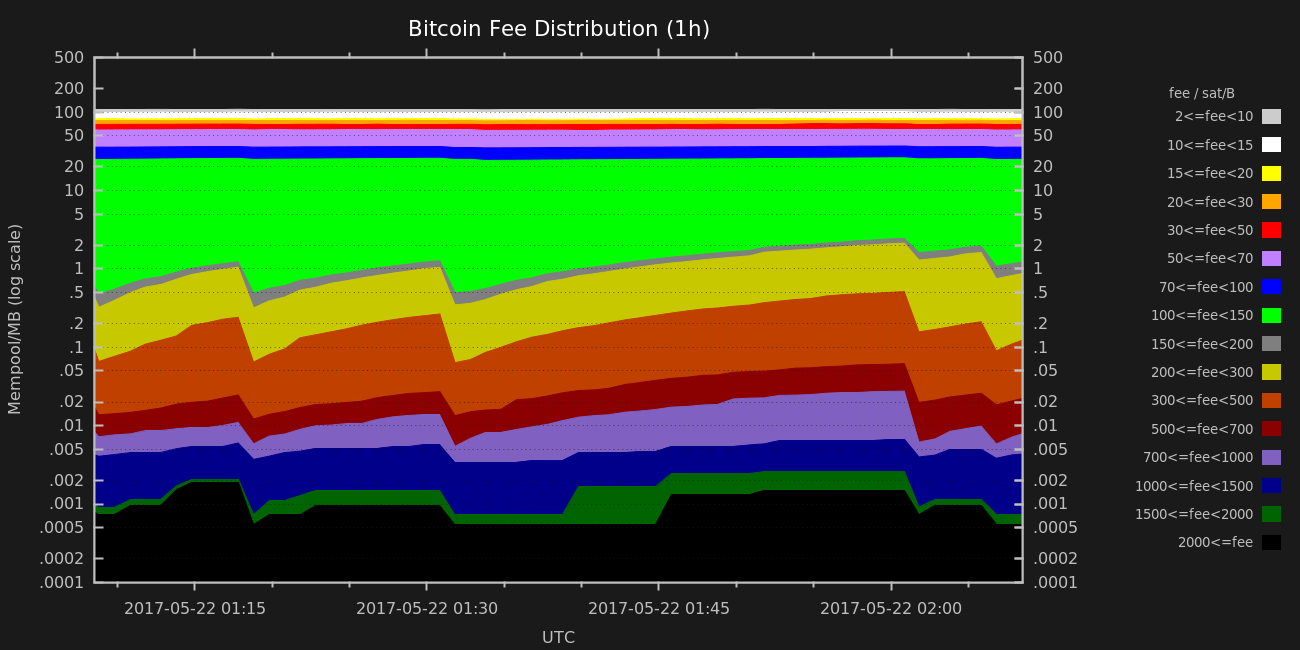 Bitcoin Fee Distribution (1h)
Mempool/MB (log scale)
500
200
100
50
20
10
5
2
1
.5
.2
.1
.05
.02
.01
.005
.002
.001
.0005
.0002
.0001
500
200
100
50
20
10
5
2
1
.5
.2
.1
.05
.02
.01
.005
.002
.001
.0005
.0002
.0001
2017-05-22 01:15
2017-05-22 01:30
2017-05-22 01:45
2017-05-22 02:00
UTC
fee / sat/B
2<=fee<10
10<=fee<15
15<=fee<20
20<=fee<30
30<=fee<50
50<=fee<70
70<=fee<100
100<=fee<150
150<=fee<200
200<=fee<300
300<=fee<500
500<=fee<700
700<=fee<1000
1000<=fee<1500
1500<=fee<2000
2000<=fee